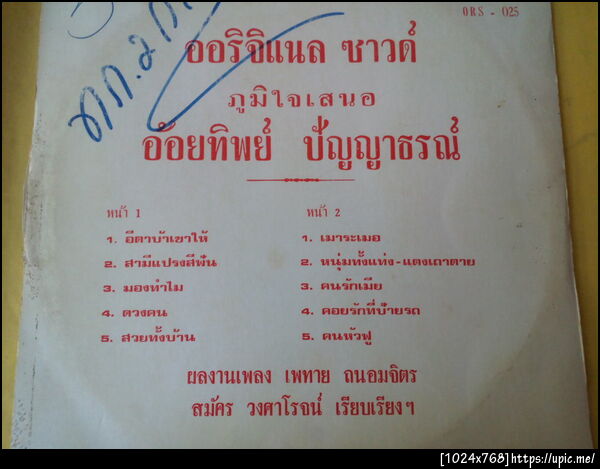 ORS - 025
ออริจิแนล ซาวด์
ภูมิใจเสนอ
อ้อยทิพย์ ปัญญาธรณ์
หน้า 1
1. อีตาบ้าเขาให้
2. สามีแปรงสีฟัน
3. มองทำไม
4. ดวงคน
5. สวยทั้งบ้าน
หน้า 2
1. เมาระเมอ
2. หนุ่มทั้งแท่ง-แตงเถาตาย
3. คนรักเมีย
4. คอยรักที่ป้ายรถ
5. คนหัวฟู
ผลงานเพลง เพทาย ถนอมจิตร
สมัคร วงศาโรจน์ เรียบเรียงฯ
[1024x768]https://upic.me/